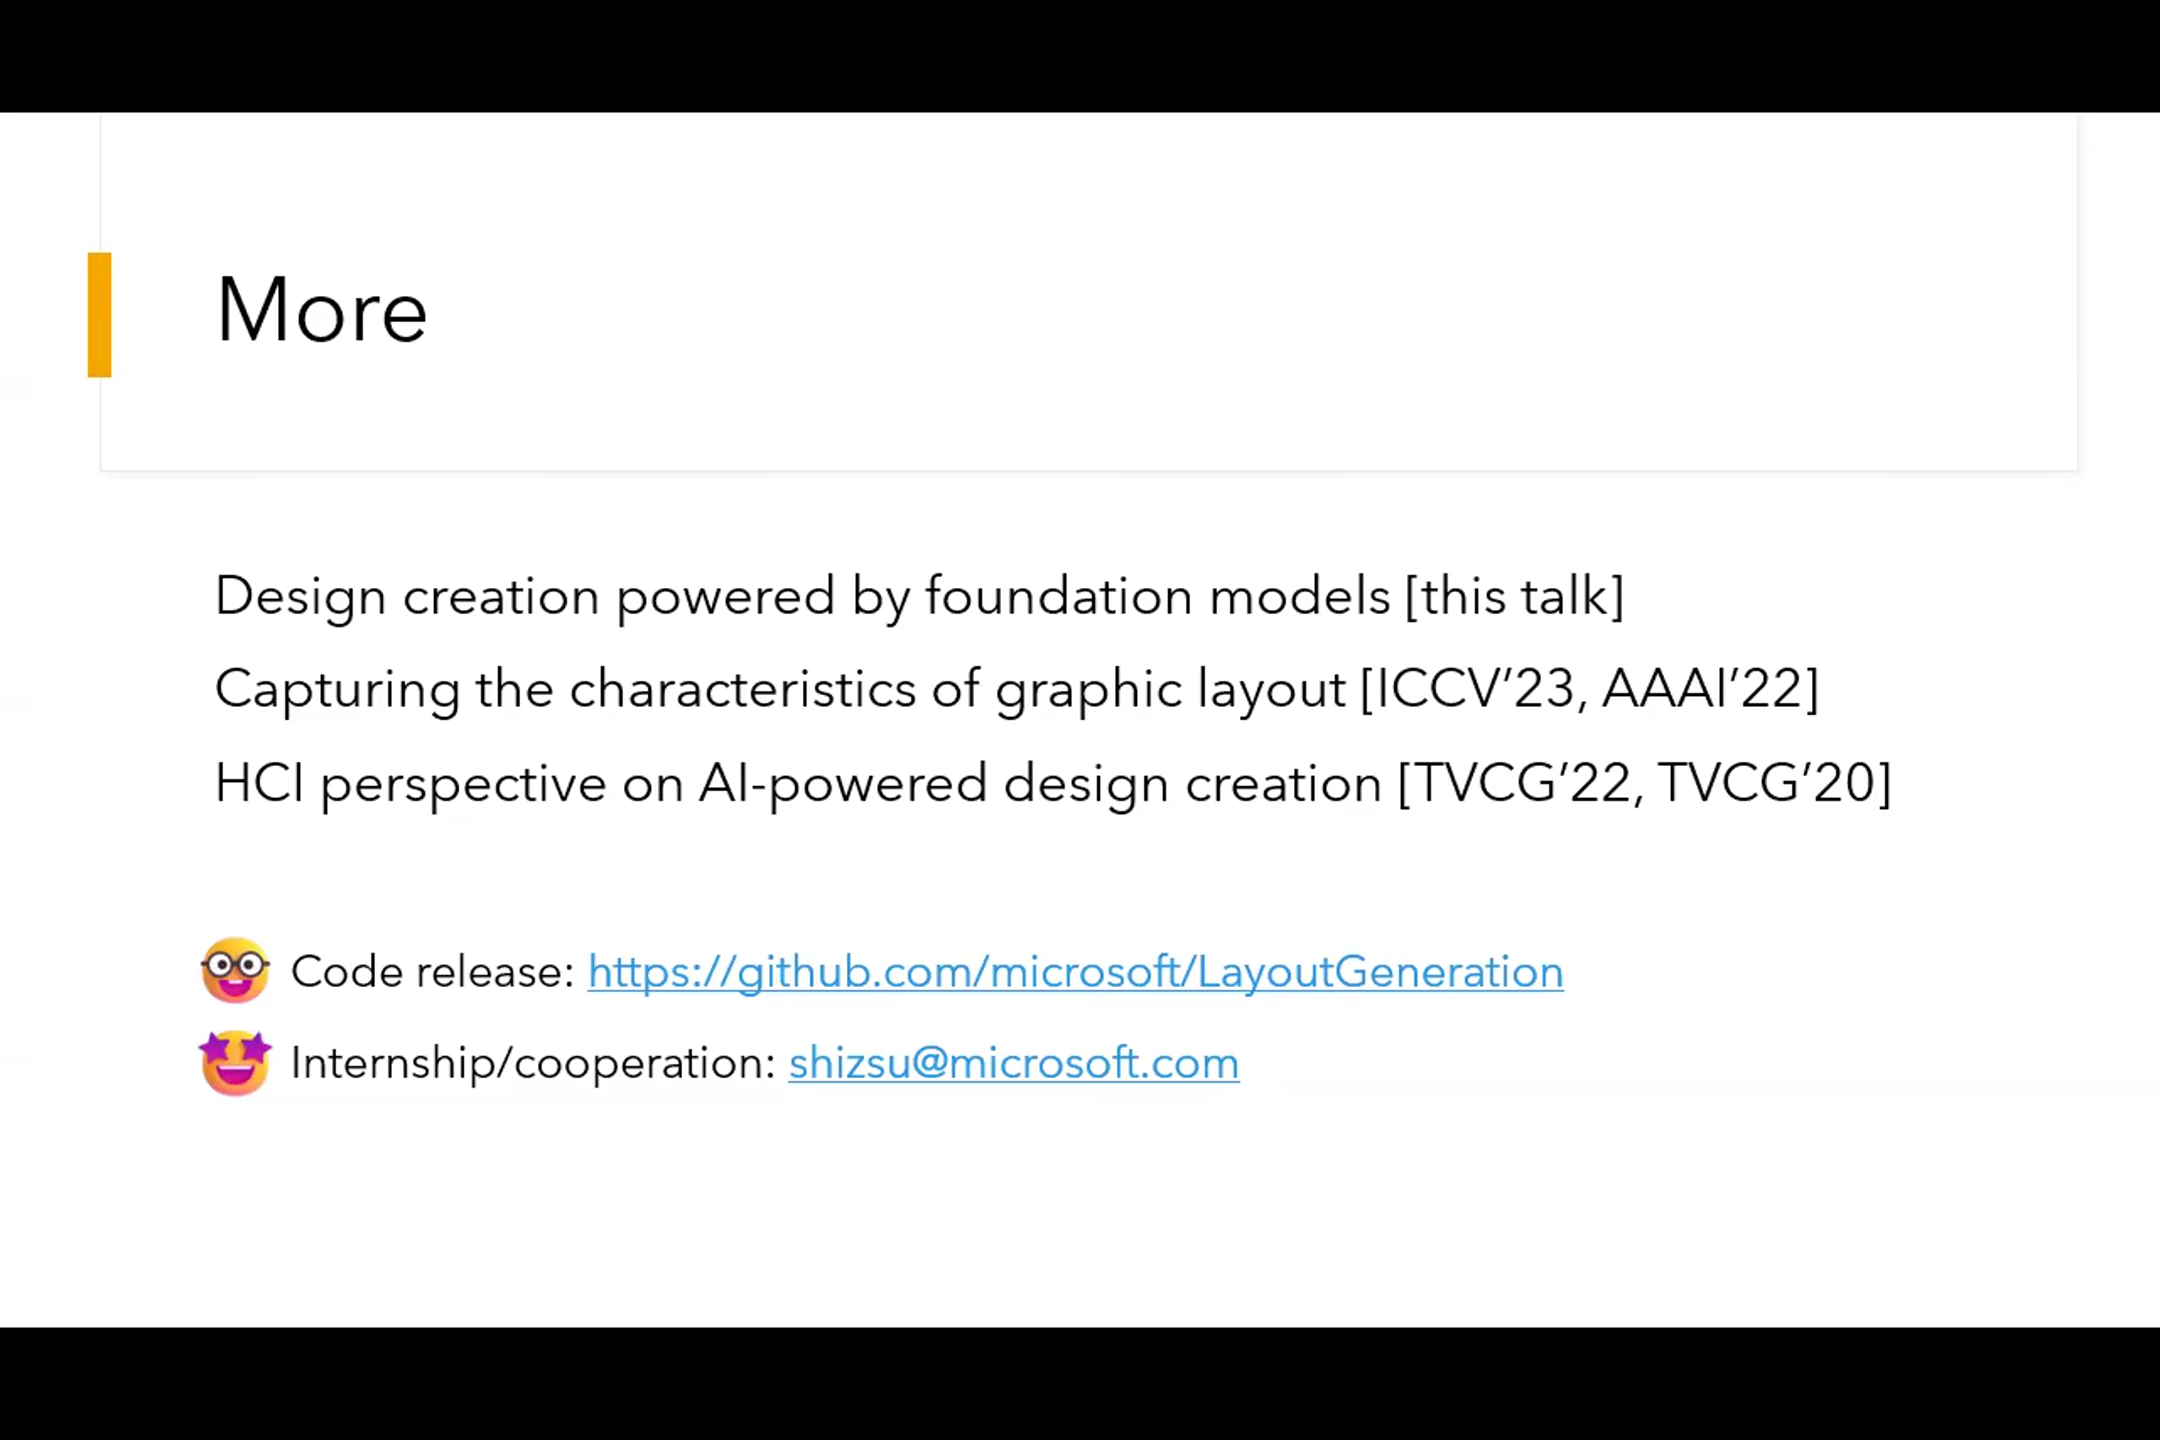 More
Design creation powered by foundation models [this talk]
Capturing the characteristics of graphic layout [ICCV’23, AAAI’22]
HCI perspective on AI-powered design creation [TVCG’22, TVCG’20]
Code release: https://github.com/microsoft/LayoutGeneration
Internship/cooperation: shizsu@microsoft.com